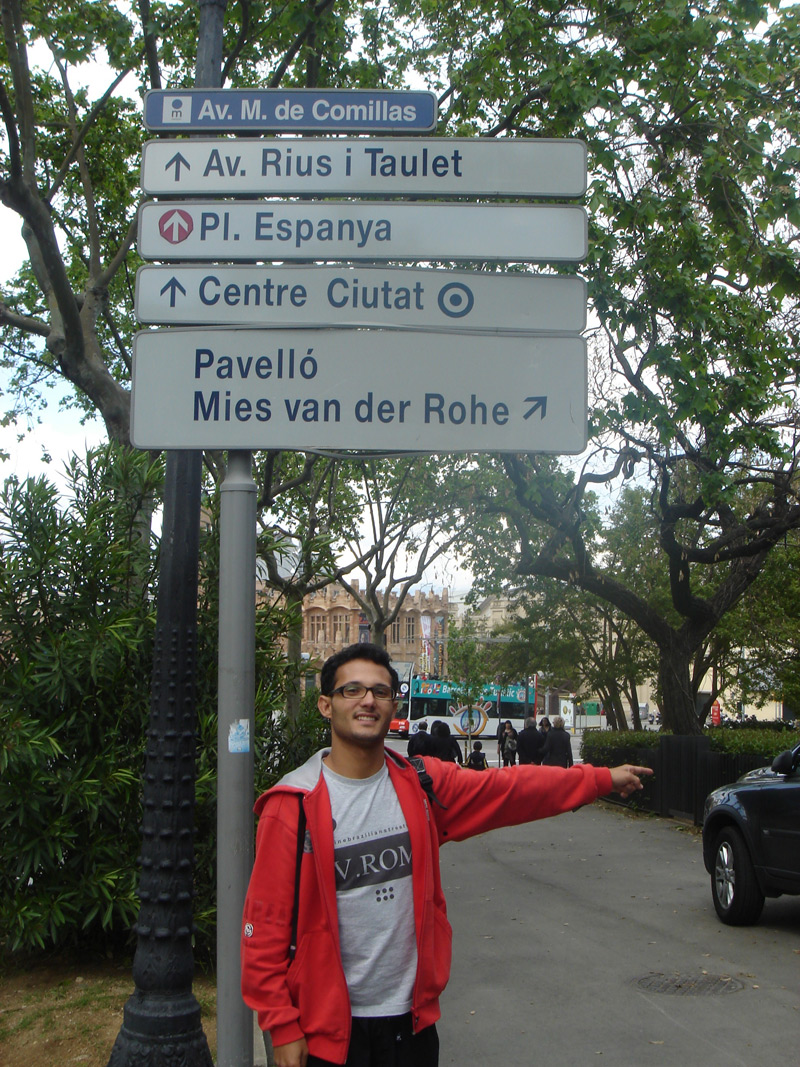 m Av. M. de Comillas
Av. Rius i Taulet
Pl. Espanya
Centre Ciutat
Pavelló
Mies van der Rohe
V.ROM